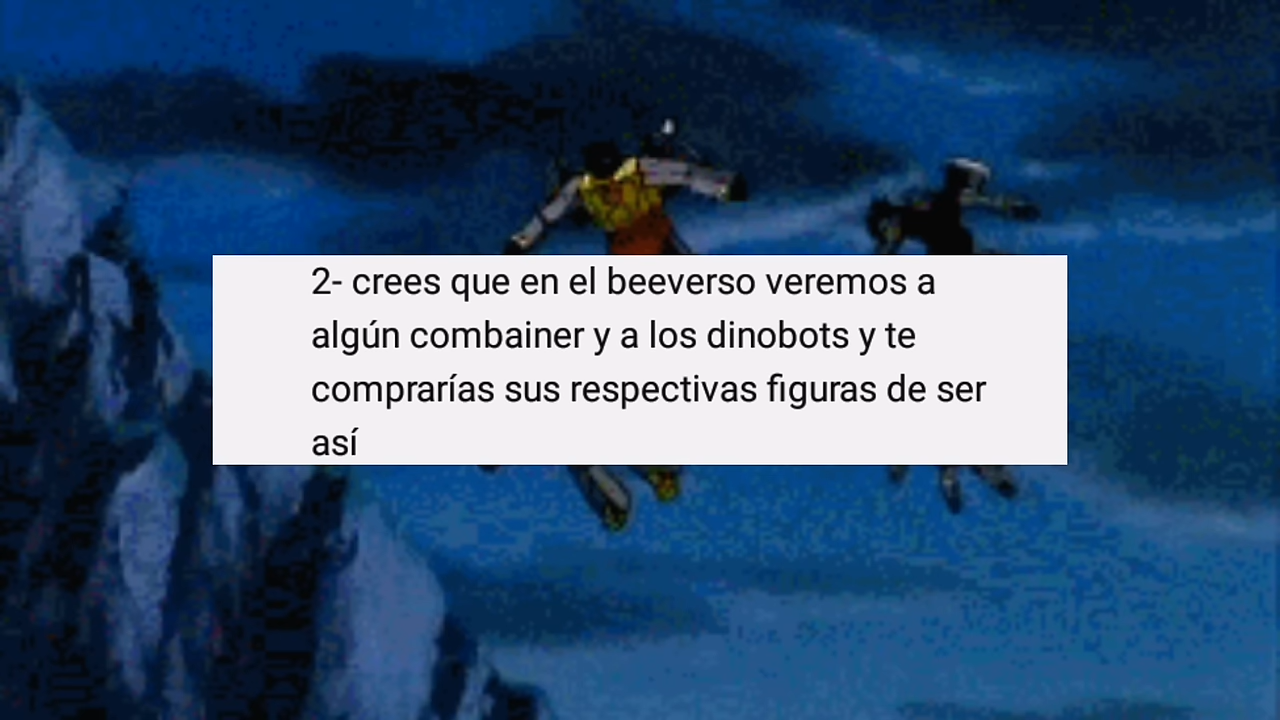 2- crees que en el beeverso veremos a
algún combainer y a los dinobots y te
comprarías sus respectivas figuras de ser
así